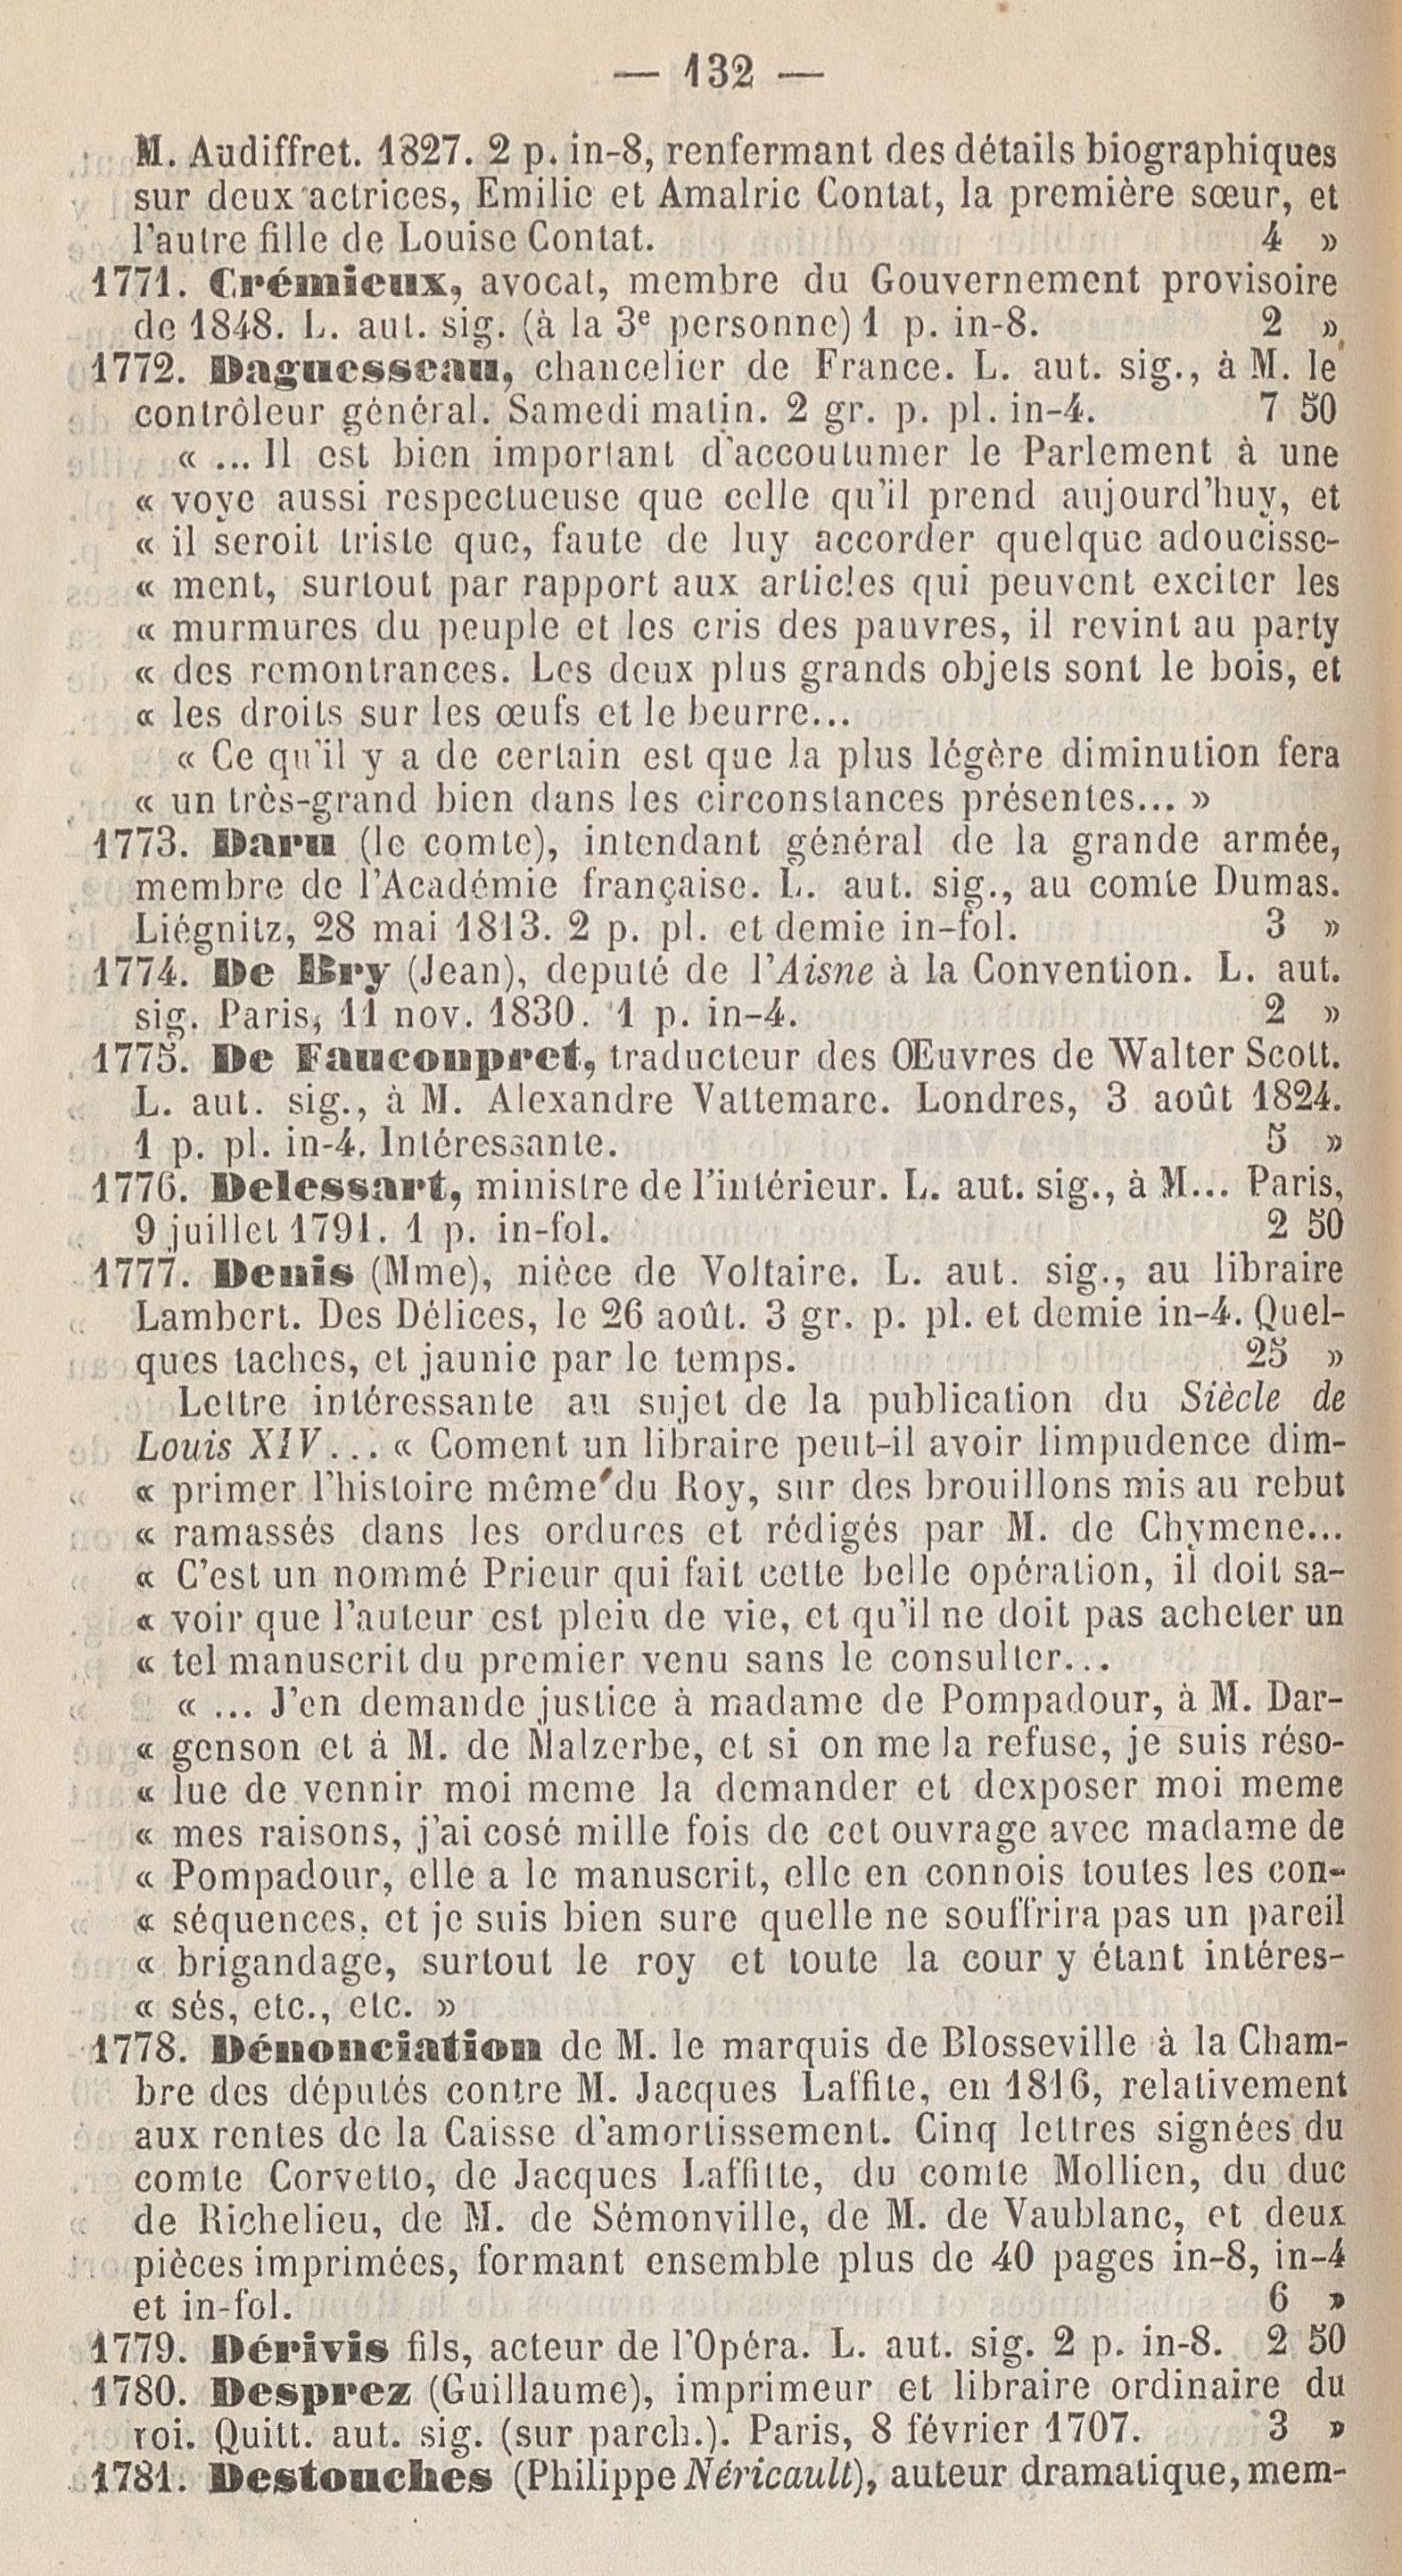 — 132 —
M. Audiffret. 1827. 2 p. in-8, renfermant des détails biographiques
sur deux actrices, Emilie et Amalric Contat, la première sœur, et
l'autre fille de Louise Contat. 4 »
1771. Crémieux, avocat, membre du Gouvernement provisoire
de 1848. L. aut. sig. (à la 3e personne) 1 p. in-8. 2 »
1772. Daguesseau, chancelier de France. L. aut. sig., à M. le
contrôleur général. Samedi matin. 2 gr. p. pl. in-4. 7 50
« ... Il est bien important d'accoutumer le Parlement à une
« voye aussi respectueuse que celle qu'il prend aujourd'huy, et
« il seroit triste que, faute de luy accorder quelque adoucisse-
« ment, surtout par rapport aux articles qui peuvent exciter les
« murmures du peuple et les cris des pauvres, il revint au party
« des remontrances. Les deux plus grands objets sont le bois, et
« les droits sur les œufs et le beurre...
« Ce qu'il y a de certain est que la plus légère diminution fera
« un très-grand bien dans les circonstances présentes... »
1773. Daru (le comte), intendant général de la grande armée,
membre de l'Académie française. L. aut. sig., au comte Dumas.
Liégnitz, 28 mai 1813. 2 p. pl. et demie in-fol. 3 »
1774. De Bry (Jean), deputé de l'Aisne à la Convention. L. aut.
sig. Paris, 11 nov. 1830. 1 p. in-4. 2 »
1775. De Fauconpret, traducteur des Œuvres de Walter Scott.
L. aut. sig., à M. Alexandre Vattemare. Londres, 3 août 1824.
1 p. pl. in-4. Intéressante. 5 »
1776. Delessart, ministre de l'intérieur. L. aut. sig., à M... Paris,
9 juillet 1791. 1 p. in-fol. 2 50
1777. Denis (Mme), nièce de Voltaire. L. aut. sig., au libraire
Lambert. Des Délices, le 26 août. 3 gr. p. pl. et demie in-4. Quel-
ques taches, et jaunie par le temps. 25 »
Lettre intéressante au sujet de la publication du Siècle de
Louis XIV... « Coment un libraire peut-il avoir limpudence dim-
« primer l'histoire même du Roy, sur des brouillons mis au rebut
« ramassés dans les ordures et rédigés par M. de Chymene...
« C'est un nommé Prieur qui fait cette belle opération, il doit sa-
« voir que l'auteur est plein de vie, et qu'il ne doit pas acheter un
« tel manuscrit du premier venu sans le consulter...
« ... J'en demande justice à madame de Pompadour, à M. Dar-
« genson et à M. de Malzerbe, et si on me la refuse, je suis réso-
« lue de vennir moi meme la demander et dexposer moi meme
« mes raisons, j'ai cosé mille fois de cet ouvrage avec madame de
« Pompadour, elle a le manuscrit, elle en connois toutes les con-
« séquences, et je suis bien sure quelle ne souffrira pas un pareil
« brigandage, surtout le roy et toute la cour y étant intéres-
« sés, etc., etc. »
1778. Dénonciation de M. le marquis de Blosseville à la Cham-
bre des députés contre M. Jacques Laffite, en 1816, relativement
aux rentes de la Caisse d'amortissement. Cinq lettres signées du
comte Corvetto, de Jacques Laffitte, du comte Mollien, du duc
de Richelieu, de M. de Sémonville, de M. de Vaublanc, et deux
pièces imprimées, formant ensemble plus de 40 pages in-8, in-4
et in-fol. 6 »
1779. Dérivis fils, acteur de l'Opéra. L. aut. sig. 2 p. in-8. 2 50
1780. Desprez (Guillaume), imprimeur et libraire ordinaire du
roi. Quitt. aut. sig. (sur parch.). Paris, 8 février 1707. 3 »
1781. Destouches (Philippe Néricault), auteur dramatique, mem-